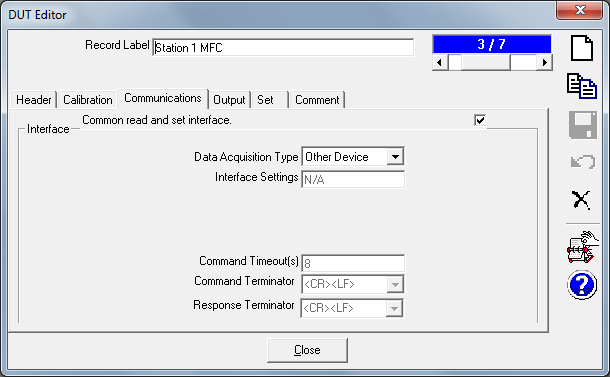 DUT Editor
Record Label Station 1 MFC
3 / 7
Header Calibration Communications Output Set Comment
Common read and set interface.
Interface
Data Acquisition Type Other Device
Interface Settings N/A
Command Timeout(s) 8
Command Terminator <CR><LF>
Response Terminator <CR><LF>
Close